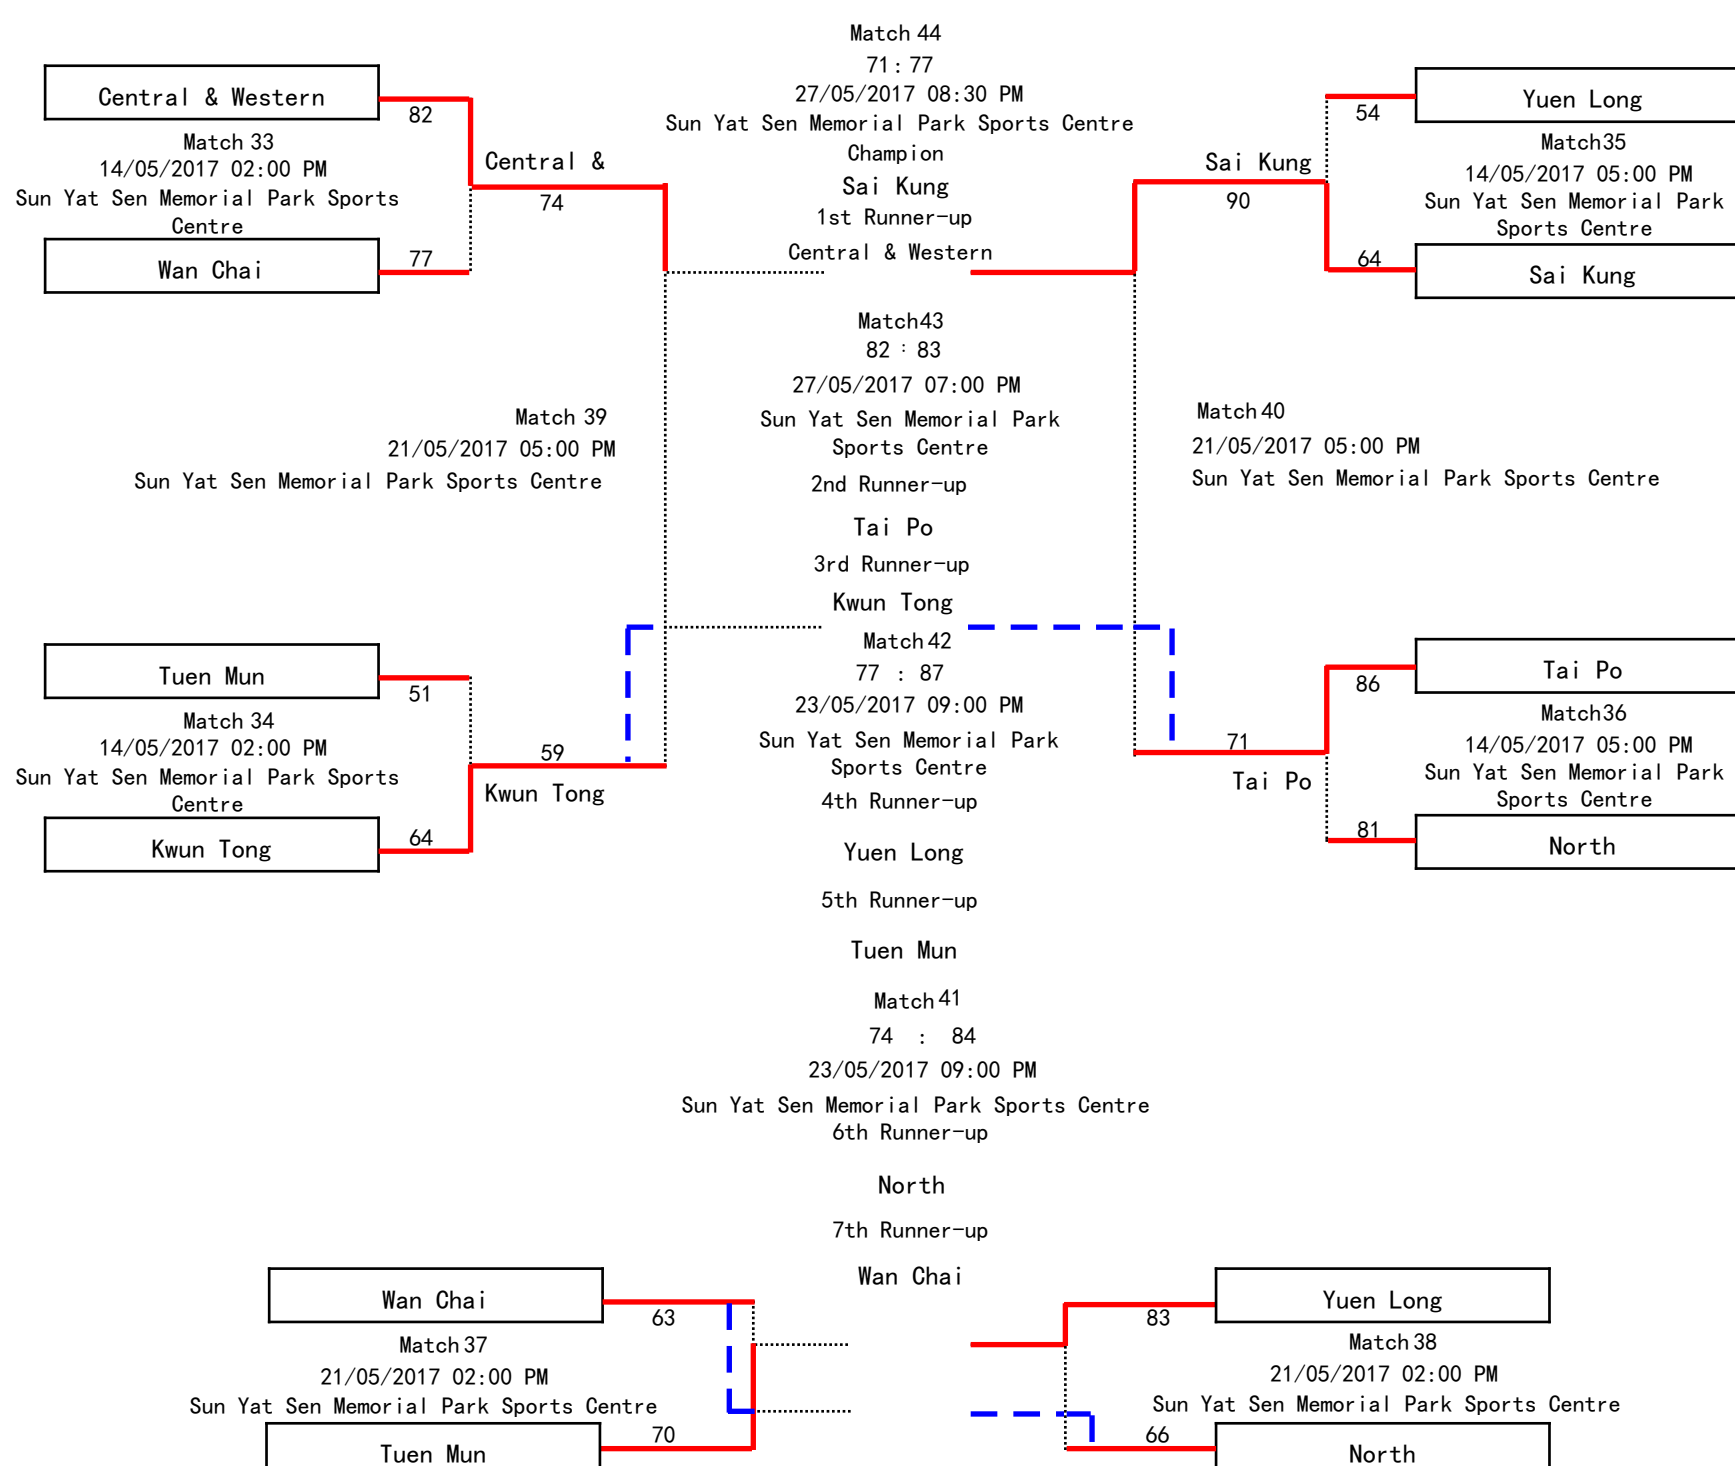 Match 44
71 : 77
27/05/2017 08:30 PM
Sun Yat Sen Memorial Park Sports Centre
Champion
Sai Kung
1st Runner-up
Central & Western
Central & Western
82
Match 33
14/05/2017 02:00 PM
Sun Yat Sen Memorial Park Sports
Centre
Wan Chai
77
Central &
74
Sai Kung
90
Yuen Long
54
Match35
14/05/2017 05:00 PM
Sun Yat Sen Memorial Park
Sports Centre
64
Sai Kung
Match43
82 : 83
27/05/2017 07:00 PM
Sun Yat Sen Memorial Park
Sports Centre
2nd Runner-up
Tai Po
3rd Runner-up
Kwun Tong
Match 39
21/05/2017 05:00 PM
Sun Yat Sen Memorial Park Sports Centre
Match 40
21/05/2017 05:00 PM
Sun Yat Sen Memorial Park Sports Centre
Tuen Mun
51
Match 34
14/05/2017 02:00 PM
Sun Yat Sen Memorial Park Sports
Centre
Kwun Tong
64
59
Kwun Tong
Match 42
77 : 87
23/05/2017 09:00 PM
Sun Yat Sen Memorial Park
Sports Centre
4th Runner-up
Yuen Long
5th Runner-up
Tuen Mun
71
Tai Po
Tai Po
86
Match36
14/05/2017 05:00 PM
Sun Yat Sen Memorial Park
Sports Centre
81
North
Match 41
74 : 84
23/05/2017 09:00 PM
Sun Yat Sen Memorial Park Sports Centre
6th Runner-up
North
7th Runner-up
Wan Chai
Wan Chai
63
Match 37
21/05/2017 02:00 PM
Sun Yat Sen Memorial Park Sports Centre
70
Tuen Mun
Yuen Long
83
Match 38
21/05/2017 02:00 PM
Sun Yat Sen Memorial Park Sports Centre
66
North